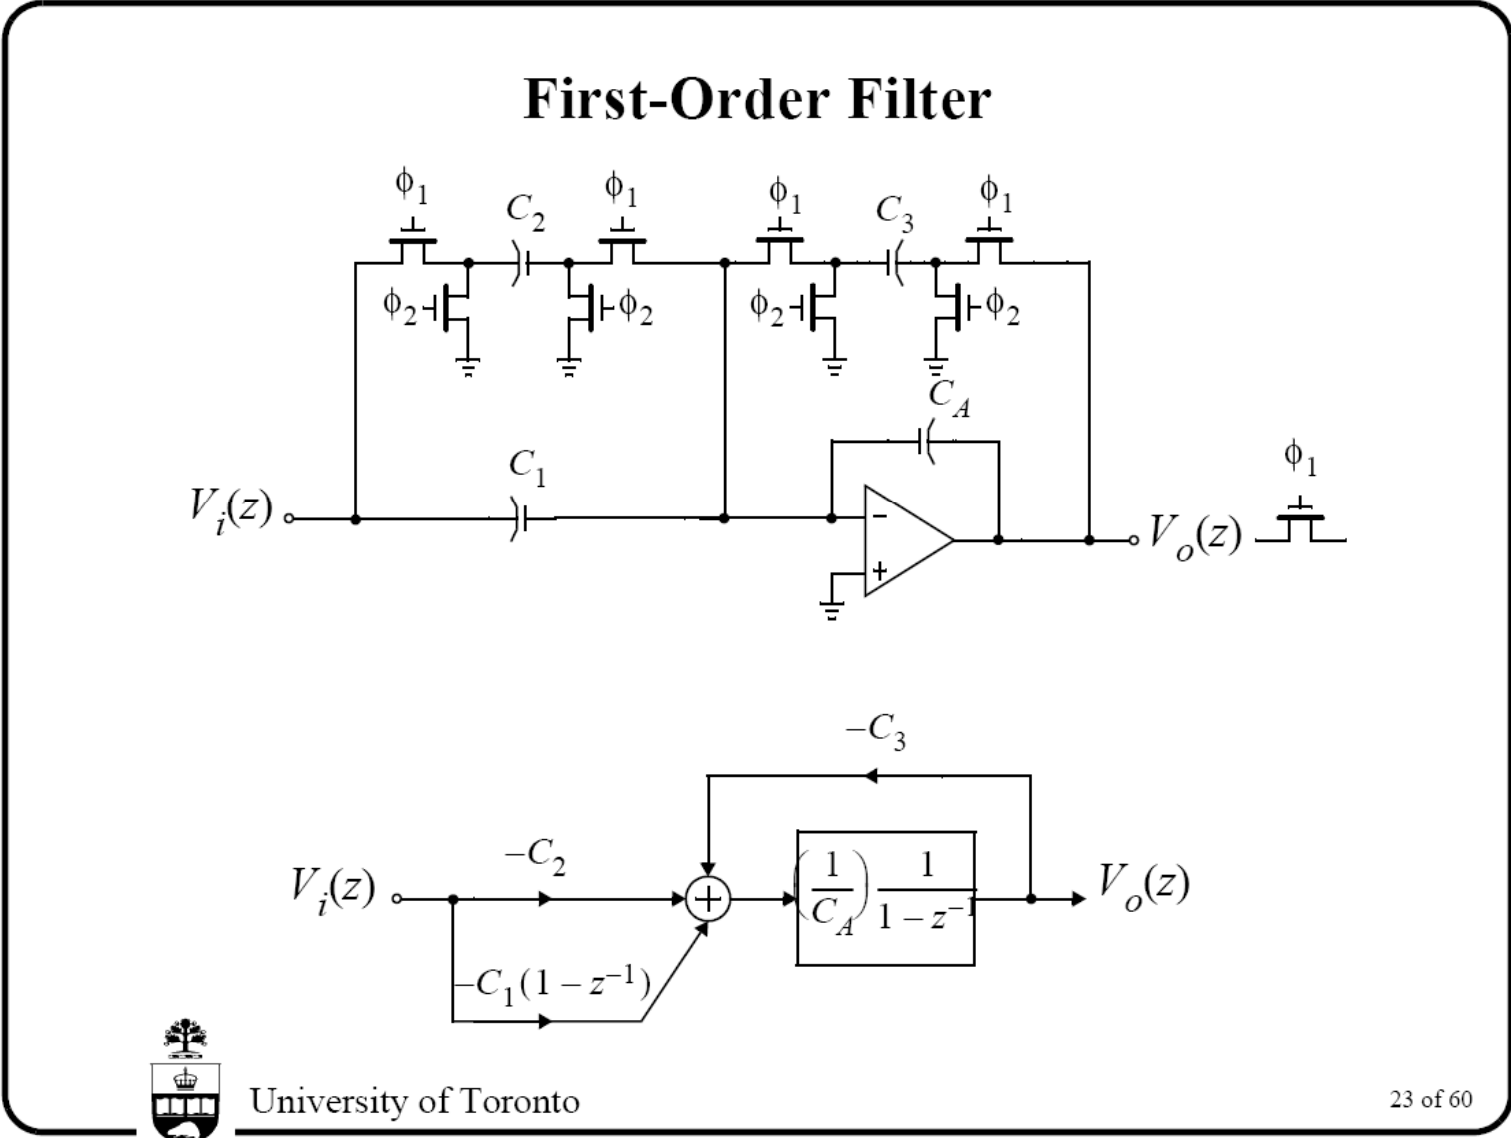 First-Order Filter
ϕ1 ϕ1 ϕ1 ϕ1
C2 C3
ϕ2 ϕ2 ϕ2 ϕ2
CA
C1 ϕ1
Vi(z) − Vo(z)
+
−C3
−C2
Vi(z) + (1/CA) 1/(1 − z⁻¹) Vo(z)
−C1(1 − z⁻¹)
University of Toronto
23 of 60